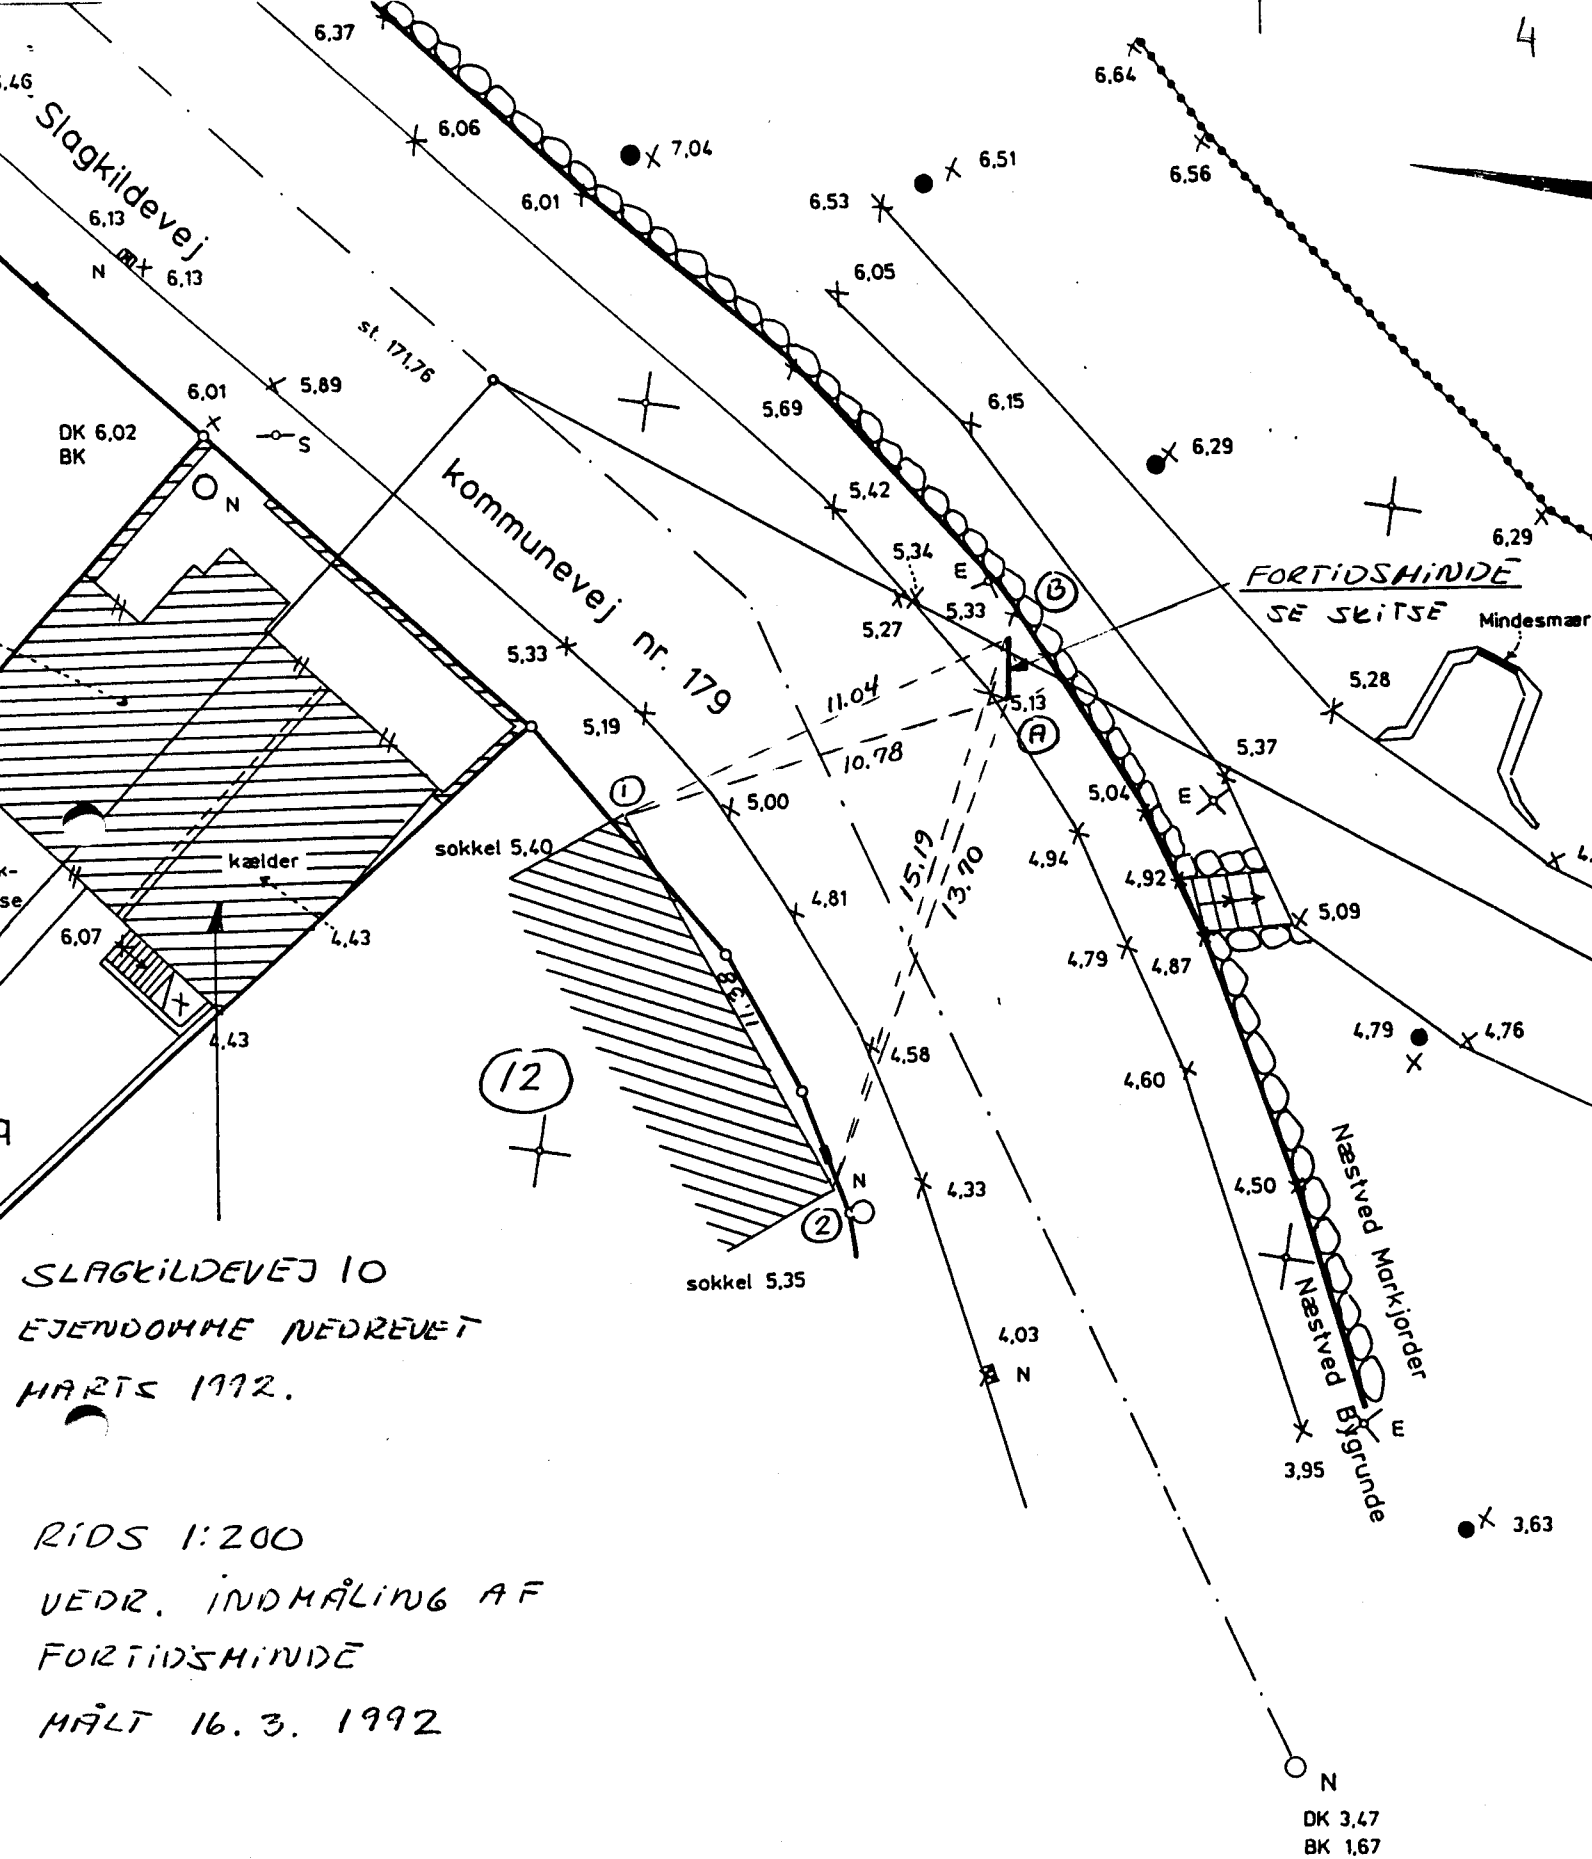 4
6,37
6,46
Slagkildevej
6,06
7,04
6,51
6,64
6,56
6,01
6,53
6,13
N
6,13
6,05
st. 171.76
6,01
5,89
S
DK 6,02
BK
N
5,69
6,15
6,29
kommunevej nr. 179
5,42
5,34
E
B
5,33
5,27
6,29
FORTIDSMINDE
SE SKITSE
Mindesmær
5,33
11.04
5,13
A
5,28
5,19
10.78
5,37
1
5,00
5,04
E
sokkel 5,40
kælder
15.19
13.70
4,94
4,92
4,81
5,09
k-
se
6,07
4,43
4,79
4,87
11.38
4,43
4,58
4,79
4,76
12
4,60
4,33
N
2
4,50
Næstved Markjorder
Næstved Bygrunde
sokkel 5,35
SLAGKILDEVEJ 10
EJENDOMME NEDREVET
MARTS 1992.
4,03
N
E
3,95
3,63
RIDS 1:200
VEDR. INDMÅLING AF
FORTIDSMINDE
MÅLT 16.3. 1992
N
DK 3,47
BK 1,67